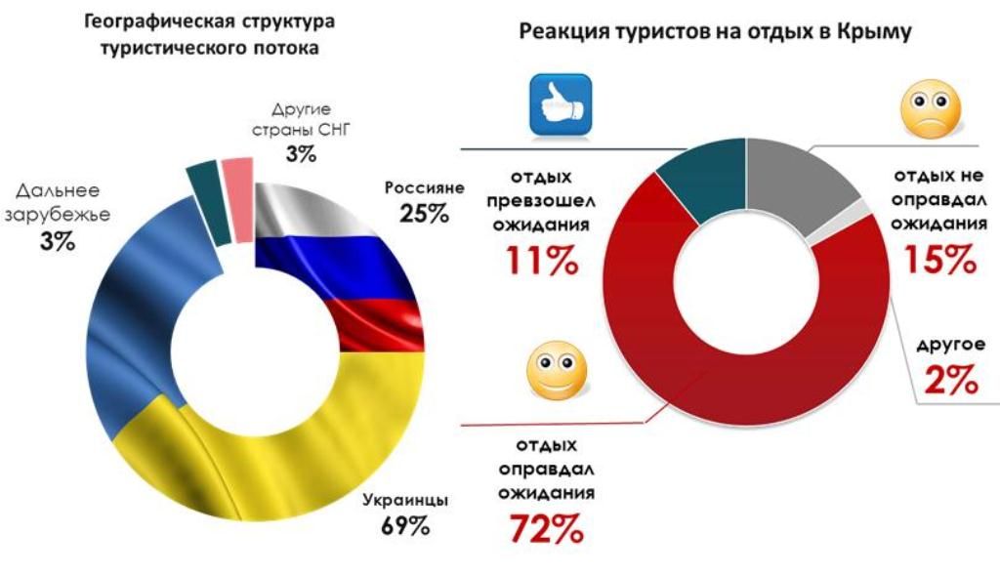 Географическая структура
туристического потока
Другие
страны СНГ
3%
Дальнее
зарубежье
3%
Россияне
25%
Украинцы
69%
Реакция туристов на отдых в Крыму
отдых
превзошел
ожидания
11%
отдых не
оправдал
ожидания
15%
другое
2%
отдых
оправдал
ожидания
72%